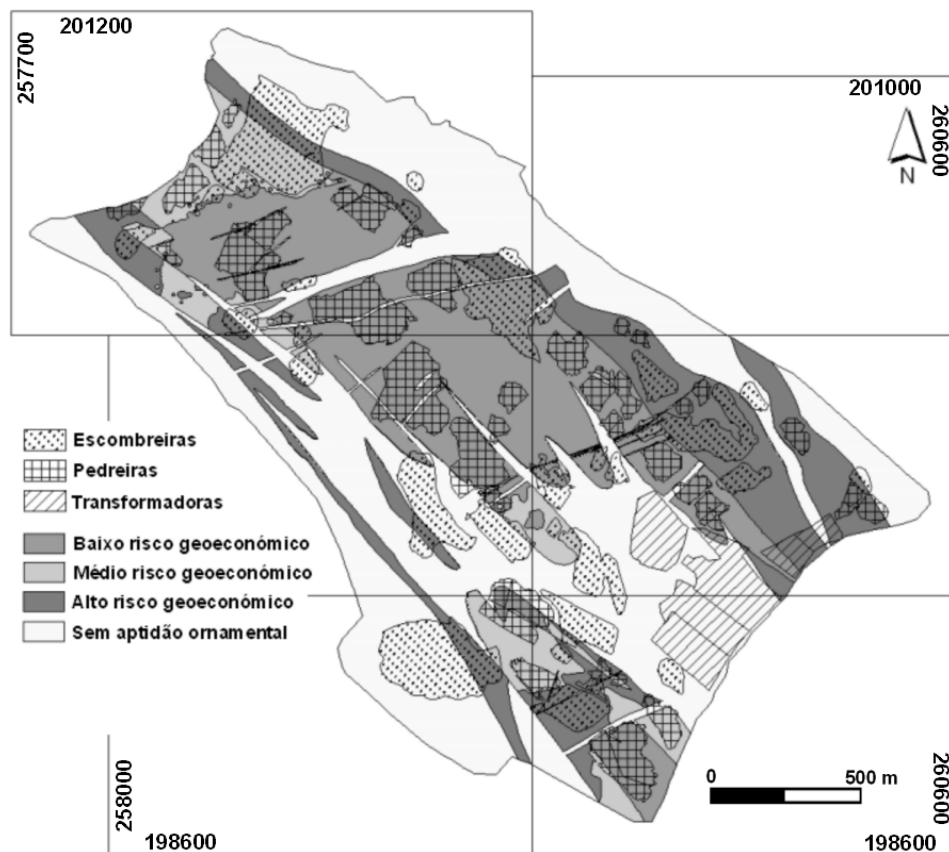 201200
257700
201000
260600
N
Escombreiras
Pedreiras
Transformadoras
Baixo risco geoeconómico
Médio risco geoeconómico
Alto risco geoeconómico
Sem aptidão ornamental
0 500 m
258000
260600
198600
198600